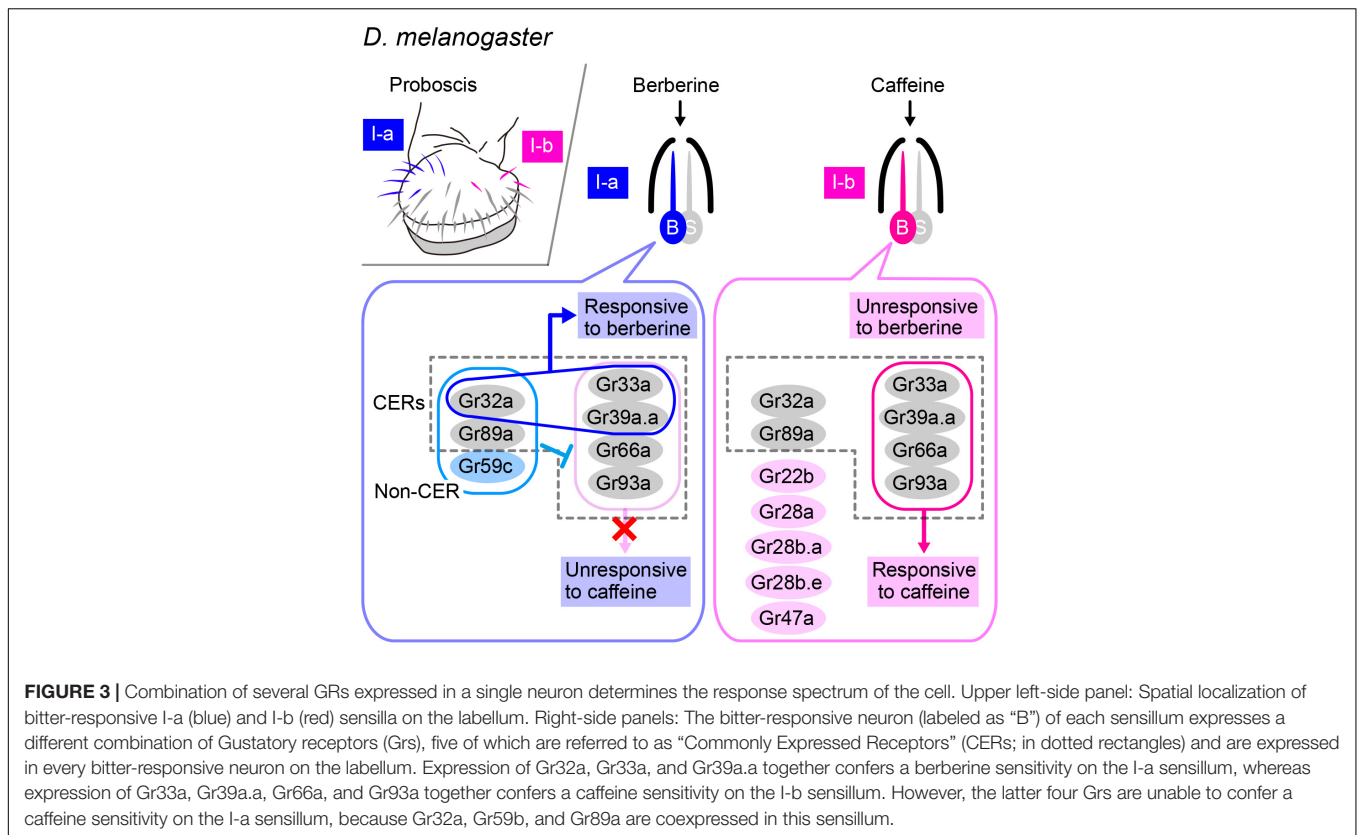 D. melanogaster
Proboscis
I-a
I-b
Berberine
I-a
B
S
Caffeine
I-b
B
S
Responsive
to berberine
CERs
Gr32a
Gr89a
Gr59c
Non-CER
Gr33a
Gr39a.a
Gr66a
Gr93a
Unresponsive
to caffeine
Unresponsive
to berberine
Gr32a
Gr89a
Gr22b
Gr28a
Gr28b.a
Gr28b.e
Gr47a
Gr33a
Gr39a.a
Gr66a
Gr93a
Responsive
to caffeine
FIGURE 3 | Combination of several GRs expressed in a single neuron determines the response spectrum of the cell. Upper left-side panel: Spatial localization of
bitter-responsive I-a (blue) and I-b (red) sensilla on the labellum. Right-side panels: The bitter-responsive neuron (labeled as “B”) of each sensillum expresses a
different combination of Gustatory receptors (Grs), five of which are referred to as “Commonly Expressed Receptors” (CERs; in dotted rectangles) and are expressed
in every bitter-responsive neuron on the labellum. Expression of Gr32a, Gr33a, and Gr39a.a together confers a berberine sensitivity on the I-a sensillum, whereas
expression of Gr33a, Gr39a.a, Gr66a, and Gr93a together confers a caffeine sensitivity on the I-b sensillum. However, the latter four Grs are unable to confer a
caffeine sensitivity on the I-a sensillum, because Gr32a, Gr59b, and Gr89a are coexpressed in this sensillum.